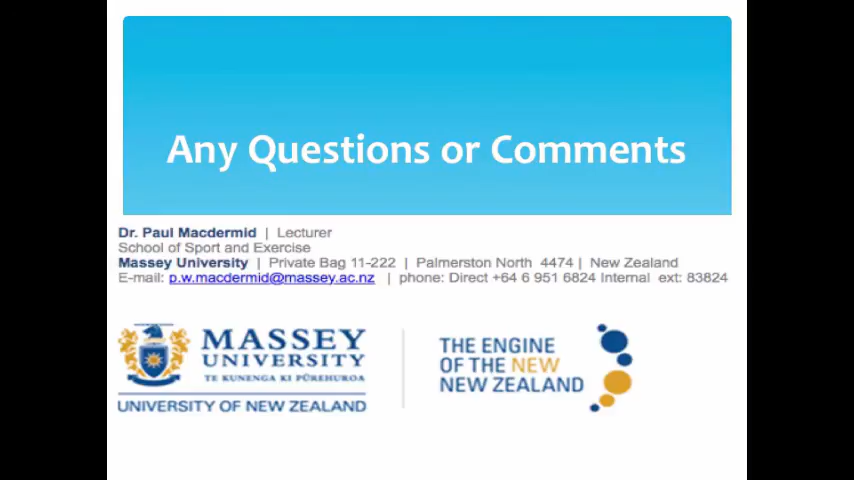 Any Questions or Comments
Dr. Paul Macdermid | Lecturer
School of Sport and Exercise
Massey University | Private Bag 11-222 | Palmerston North 4474 | New Zealand
E-mail: p.w.macdermid@massey.ac.nz | phone: Direct +64 6 951 6824 Internal ext: 83824
MASSEY
UNIVERSITY
TE KUNENGA KI PŪREHUROA
UNIVERSITY OF NEW ZEALAND
THE ENGINE
OF THE NEW
NEW ZEALAND